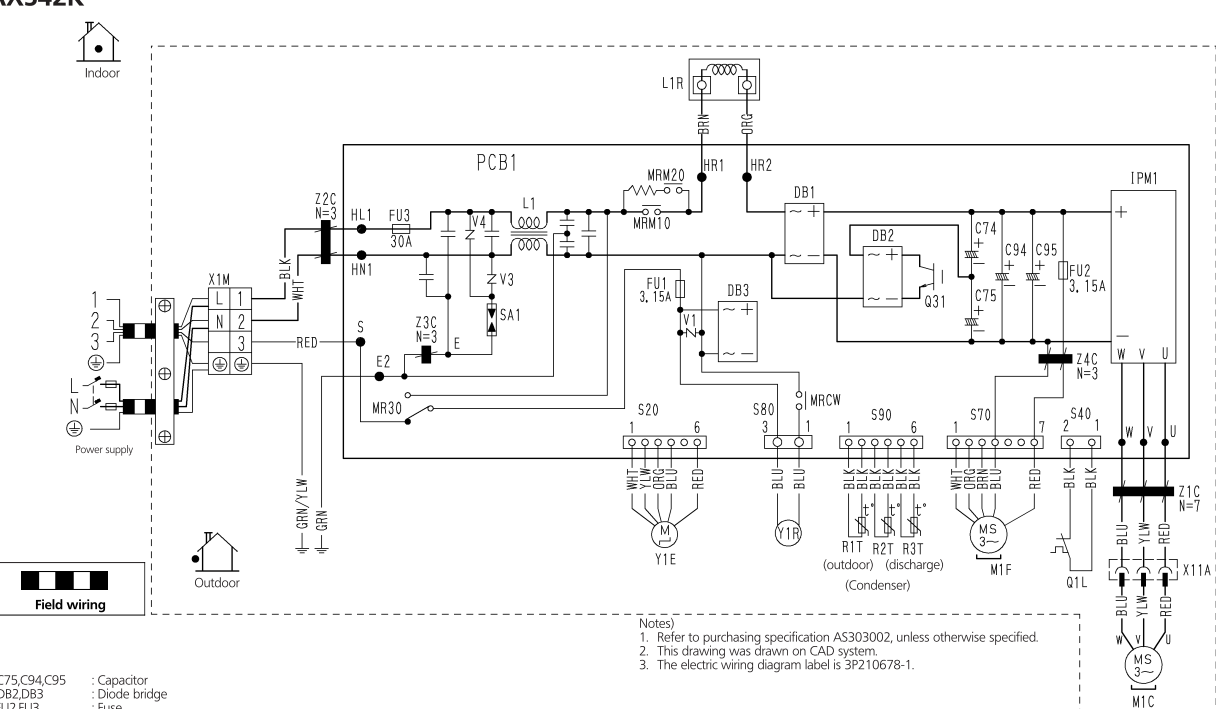 Indoor
L1R
BRN
ORG
PCB1
HR1
HR2
MRM20
MRM10
IPM1
DB1
DB2
Q31
Z2C
N=3
HL1
FU3
30A
HN1
V4
L1
V3
SA1
C74
C75
C94
C95
FU2
3.15A
FU1
3.15A
V1
DB3
X1M
BLK
WHT
1
2
3
L
N
1
2
3
RED
S
Z3C
N=3
E
E2
L
N
Power supply
MR30
MRCW
Z4C
N=3
W
V
U
S20
1
6
S80
3
1
S90
1
6
S70
1
7
S40
2
1
W
V
U
GRN/YLW
GRN
WHT
YLW
ORG
BLU
RED
BLU
BLU
BLK
BLK
BLK
BLK
BLK
BLK
WHT
ORG
BRN
BLU
RED
BLK
BLK
Z1C
N=7
BLU
YLW
RED
M
Y1E
Y1R
t°
t°
t°
R1T
R2T
R3T
(outdoor)
(discharge)
(Condenser)
MS
3~
M1F
Q1L
X11A
BLU
YLW
RED
W
V
U
MS
3~
M1C
Outdoor
Field wiring
Notes)
1. Refer to purchasing specification AS303002, unless otherwise specified.
2. This drawing was drawn on CAD system.
3. The electric wiring diagram label is 3P210678-1.
C75,C94,C95 : Capacitor
DB2,DB3 : Diode bridge
: Fuse